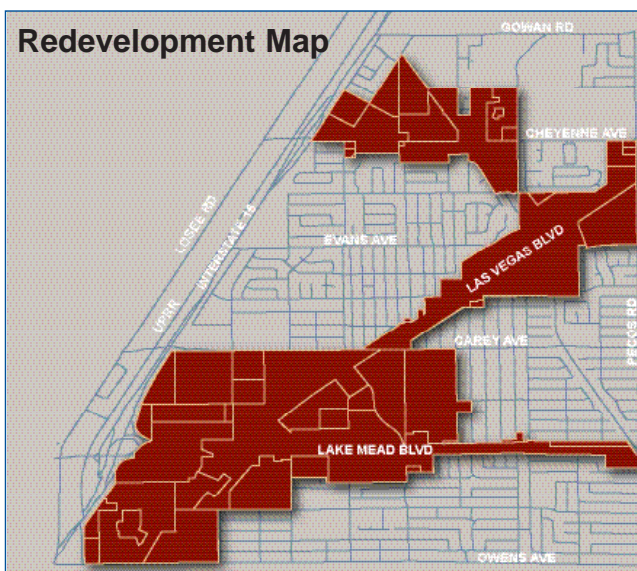 Redevelopment Map
GOWAN RD
CHEYENNE AVE
LOSEE RD
INTERSTATE 15
EVANS AVE
LAS VEGAS BLVD
UPRR
CAREY AVE
PECOS RD
LAKE MEAD BLVD
OWENS AVE